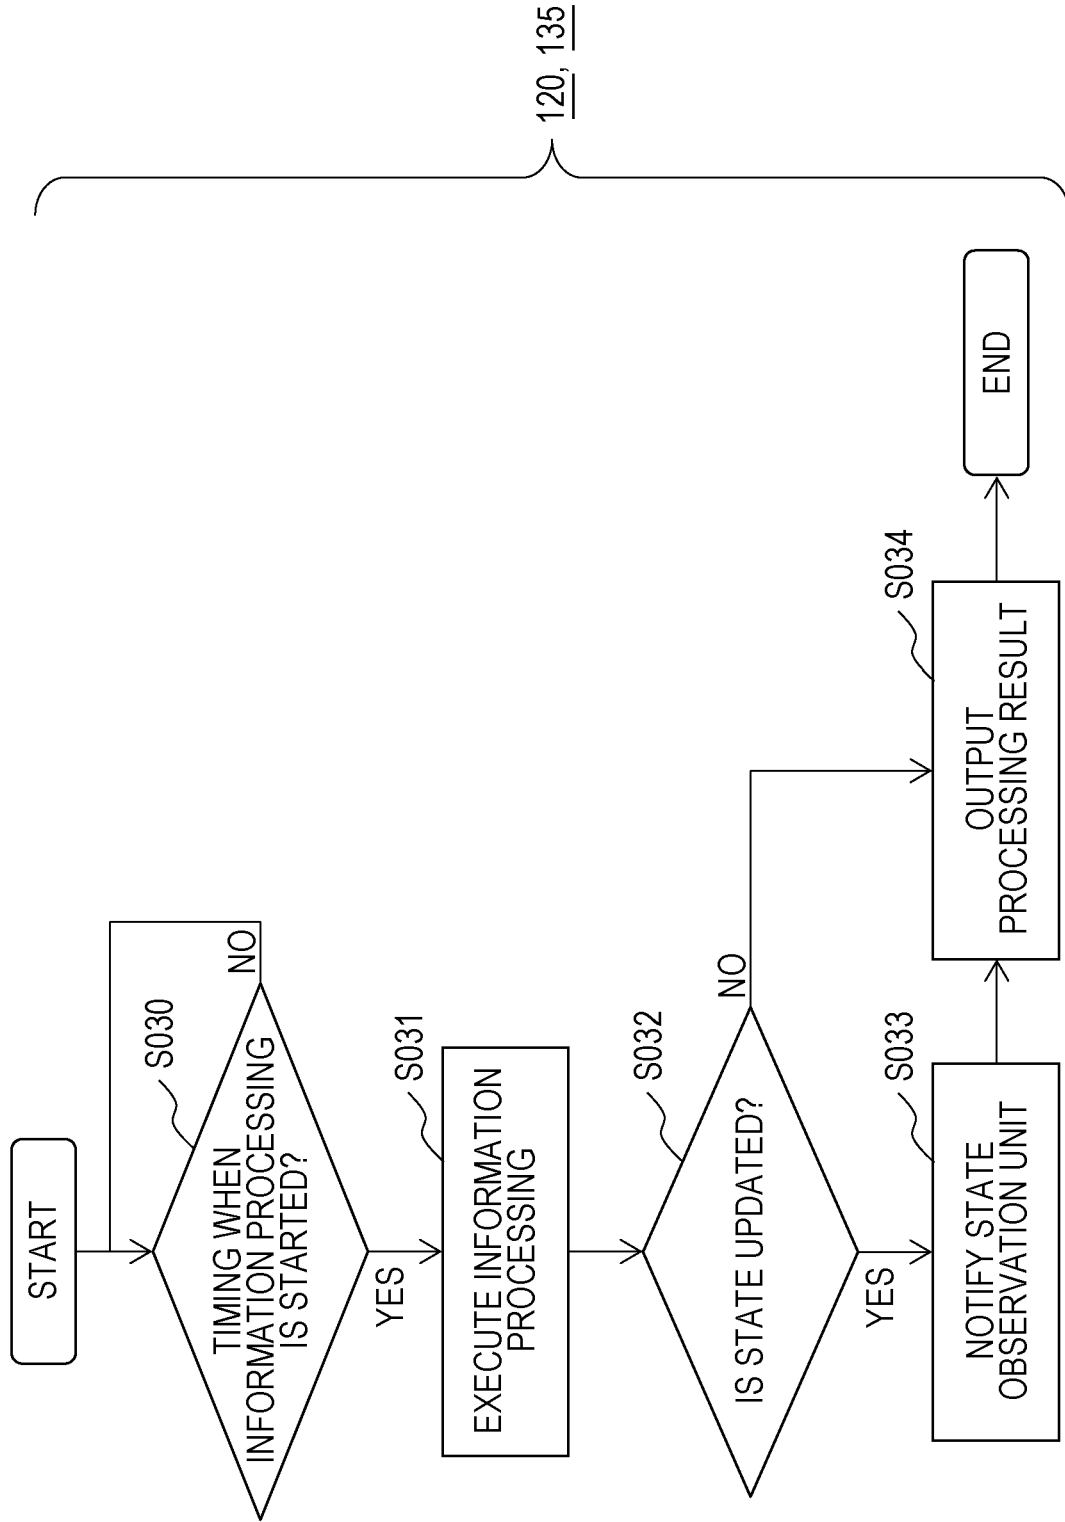 START
S030
TIMING WHEN
INFORMATION PROCESSING
IS STARTED?
NO
YES
S031
EXECUTE INFORMATION
PROCESSING
S032
IS STATE UPDATED?
NO
YES
S033
NOTIFY STATE
OBSERVATION UNIT
S034
OUTPUT
PROCESSING RESULT
END
120, 135